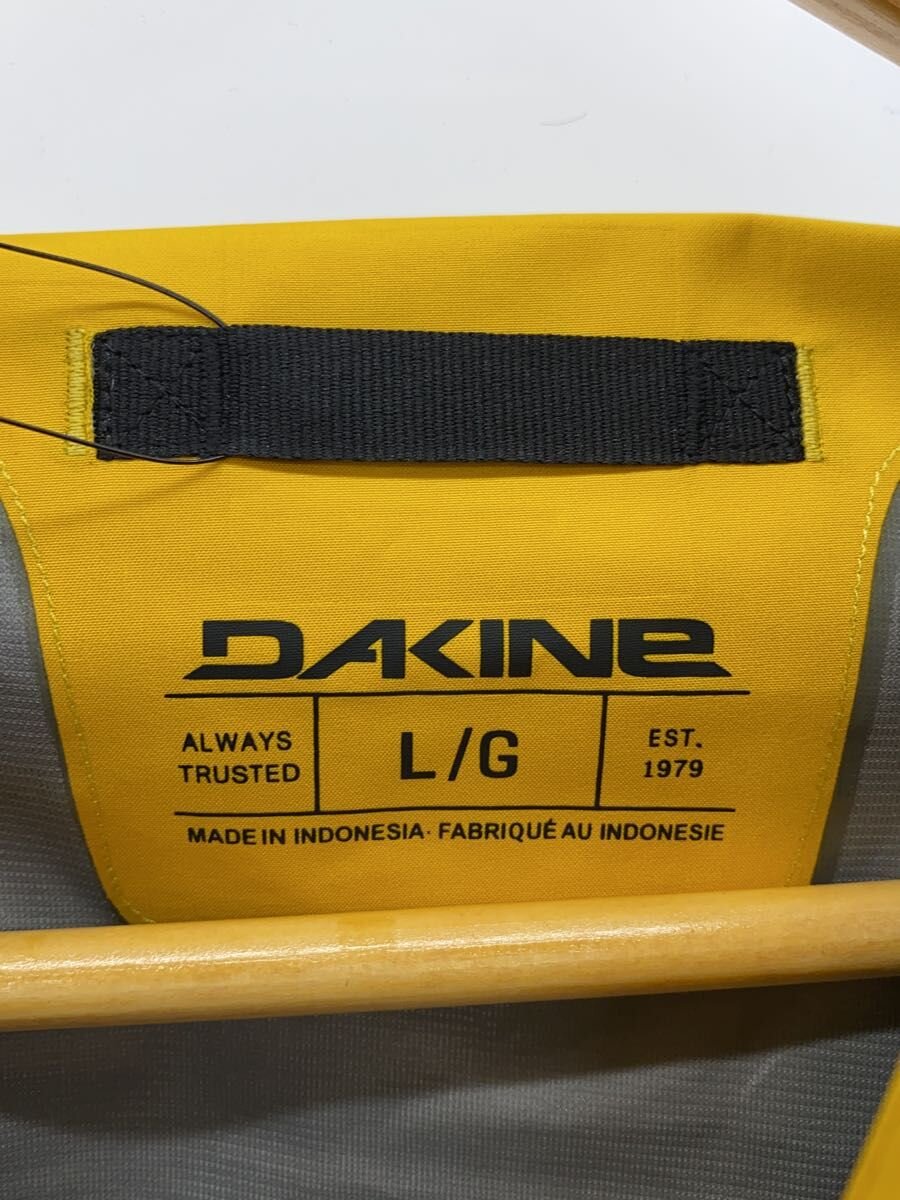 DAKINE
ALWAYS
TRUSTED
L/G
EST.
1979
MADE IN INDONESIA · FABRIQUÉ AU INDONESIE